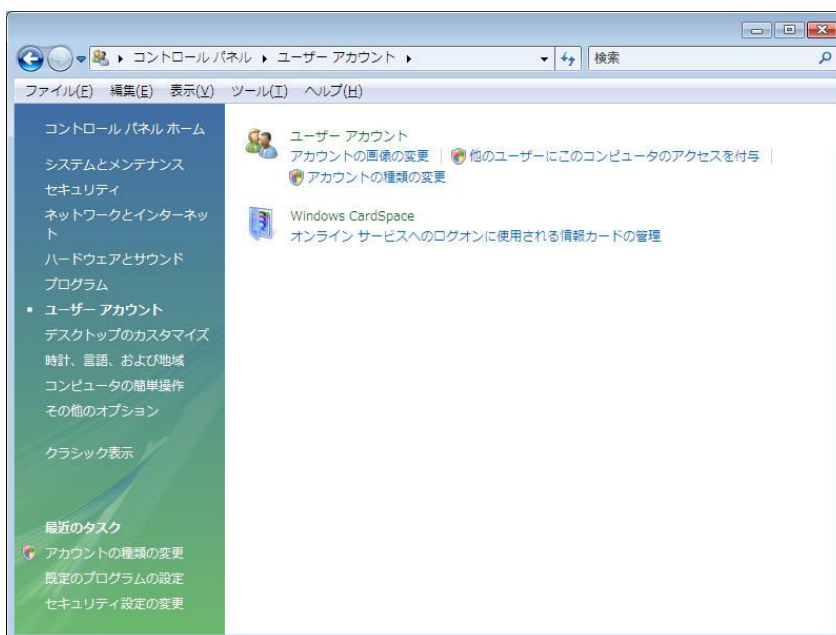 コントロール パネル ▸ ユーザー アカウント ▸
検索
ファイル(F) 編集(E) 表示(V) ツール(T) ヘルプ(H)
コントロール パネル ホーム
システムとメンテナンス
セキュリティ
ネットワークとインターネッ
ト
ハードウェアとサウンド
プログラム
• ユーザー アカウント
デスクトップのカスタマイズ
時計、言語、および地域
コンピュータの簡単操作
その他のオプション
クラシック表示
最近のタスク
アカウントの種類の変更
既定のプログラムの設定
セキュリティ設定の変更
ユーザー アカウント
アカウントの画像の変更 | 他のユーザーにこのコンピュータのアクセスを付与 |
アカウントの種類の変更
Windows CardSpace
オンライン サービスへのログオンに使用される情報カードの管理